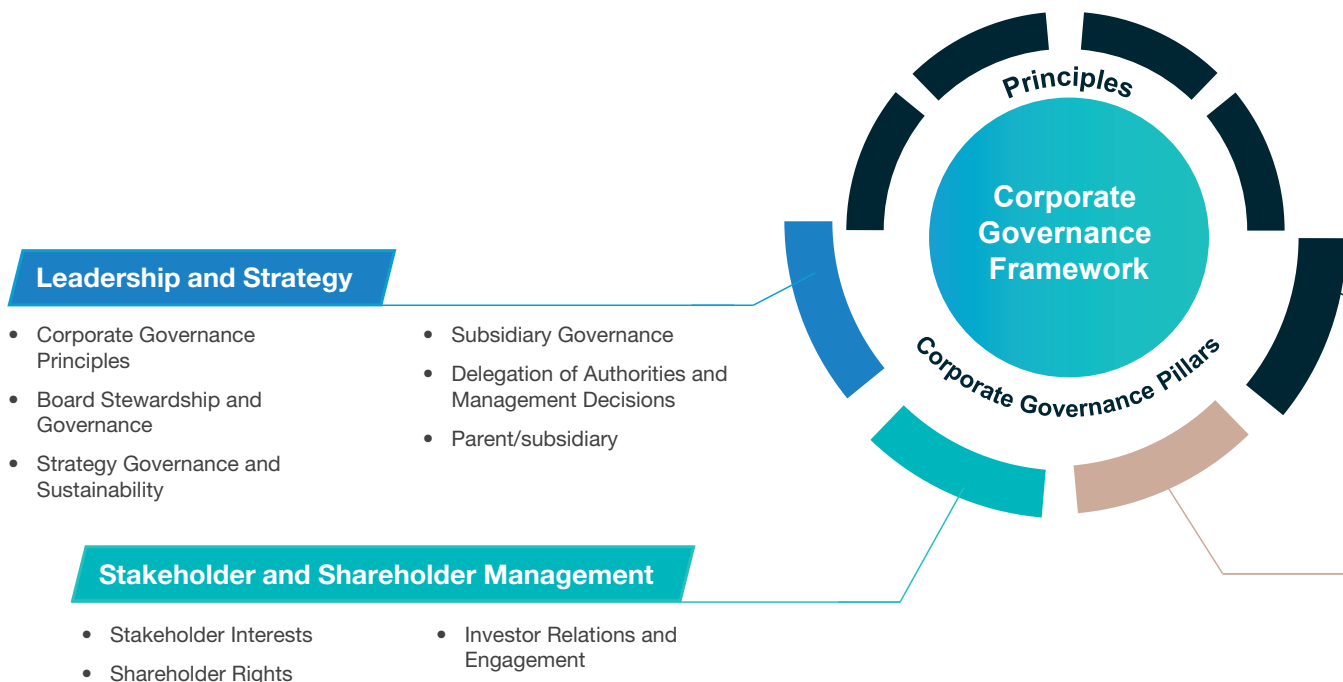 Principles
Corporate
Governance
Framework
Corporate Governance Pillars
Leadership and Strategy
• Corporate Governance
Principles
• Board Stewardship and
Governance
• Strategy Governance and
Sustainability
• Subsidiary Governance
• Delegation of Authorities and
Management Decisions
• Parent/subsidiary
Stakeholder and Shareholder Management
• Stakeholder Interests
• Shareholder Rights
• Investor Relations and
Engagement